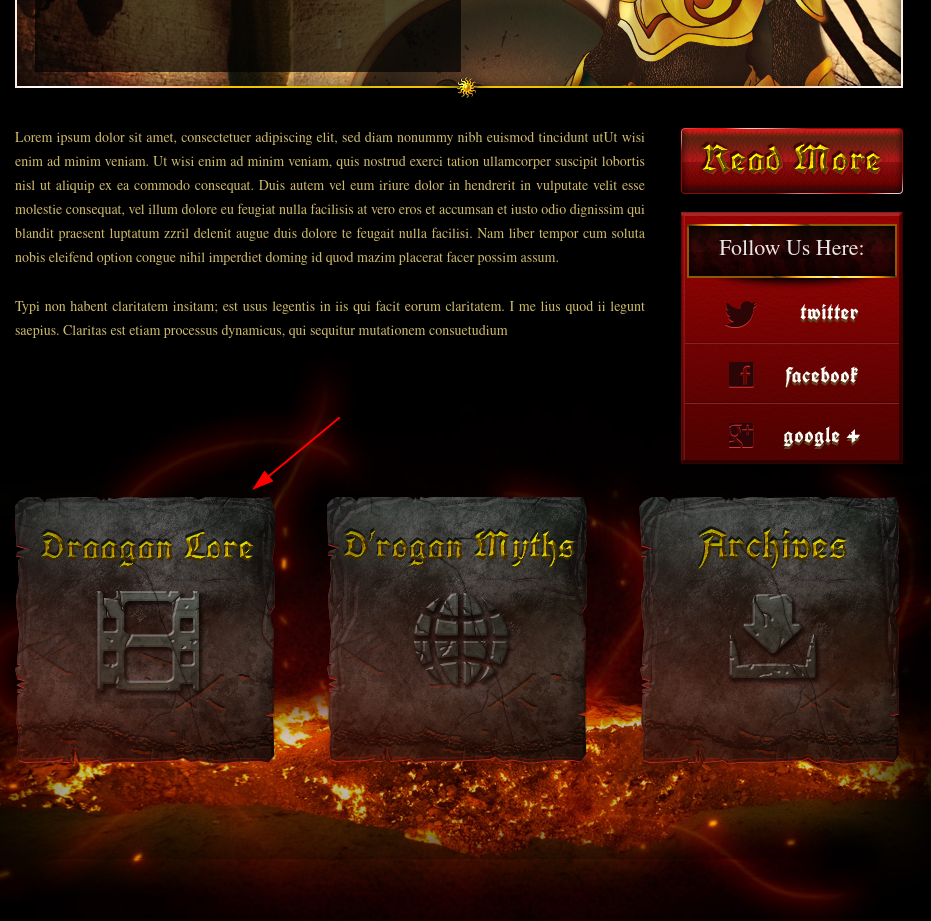 Lorem ipsum dolor sit amet, consectetuer adipiscing elit, sed diam nonummy nibh euismod tincidunt utUt wisi
enim ad minim veniam. Ut wisi enim ad minim veniam, quis nostrud exerci tation ullamcorper suscipit lobortis
nisl ut aliquip ex ea commodo consequat. Duis autem vel eum iriure dolor in hendrerit in vulputate velit esse
molestie consequat, vel illum dolore eu feugiat nulla facilisis at vero eros et accumsan et iusto odio dignissim qui
blandit praesent luptatum zzril delenit augue duis dolore te feugait nulla facilisi. Nam liber tempor cum soluta
nobis eleifend option congue nihil imperdiet doming id quod mazim placerat facer possim assum.
Typi non habent claritatem insitam; est usus legentis in iis qui facit eorum claritatem. I me lius quod ii legunt
saepius. Claritas est etiam processus dynamicus, qui sequitur mutationem consuetudium
Read More
Follow Us Here:
twitter
facebook
google +
Draagan Lore
D'rogan Myths
Archives